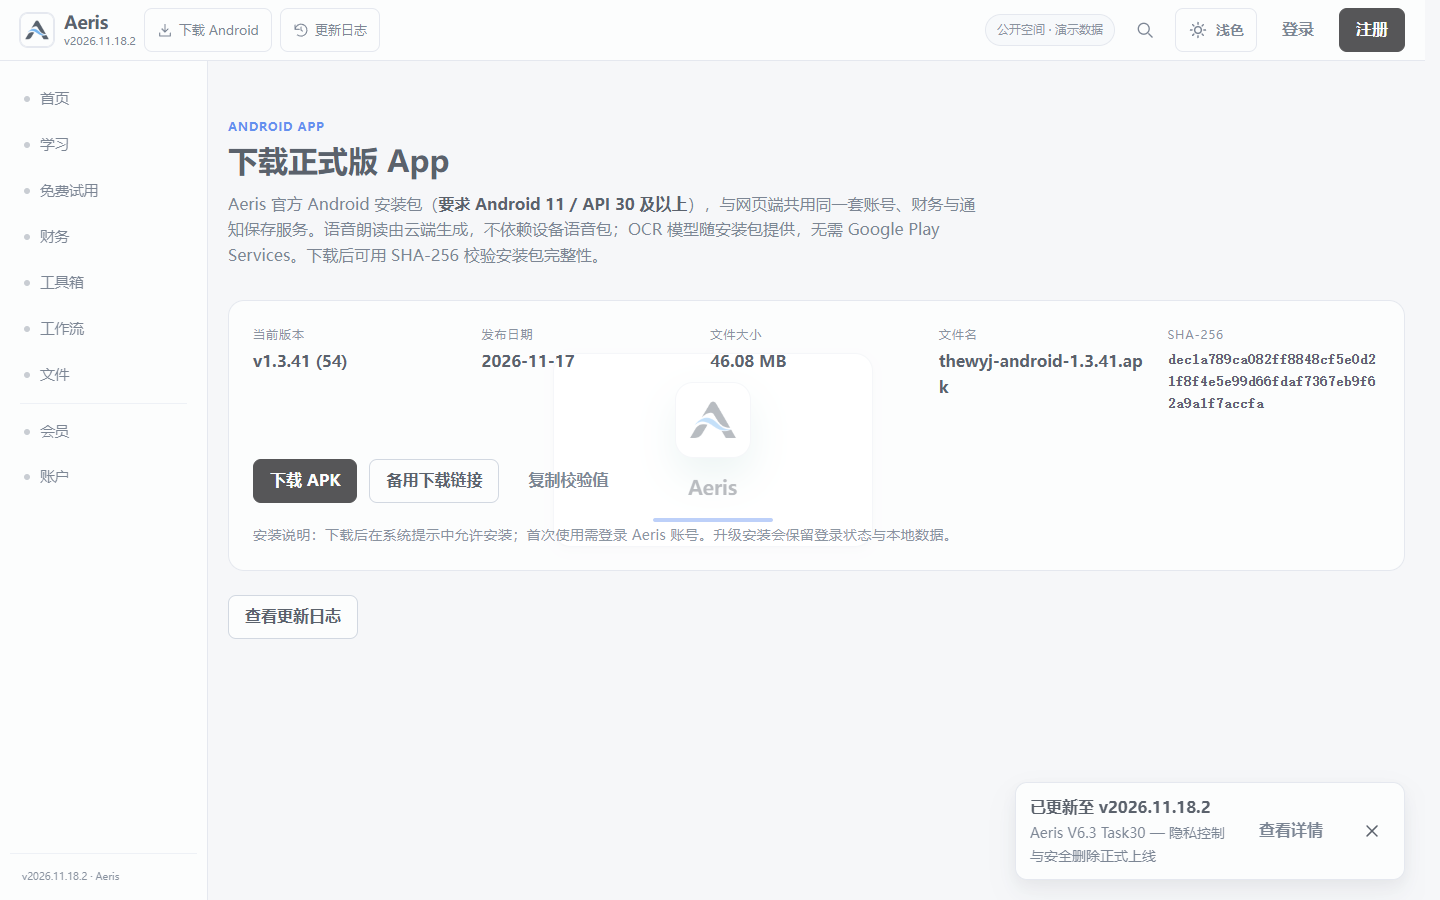 Aeris
v2026.11.18.2
下载 Android
更新日志
公开空间 · 演示数据
浅色
登录
注册
首页
学习
免费试用
财务
工具箱
工作流
文件
会员
账户
v2026.11.18.2 · Aeris
ANDROID APP
下载正式版 App
Aeris 官方 Android 安装包（要求 Android 11 / API 30 及以上），与网页端共用同一套账号、财务与通
知保存服务。语音朗读由云端生成，不依赖设备语音包；OCR 模型随安装包提供，无需 Google Play
Services。下载后可用 SHA-256 校验安装包完整性。
当前版本
v1.3.41 (54)
发布日期
2026-11-17
文件大小
46.08 MB
文件名
thewyj-android-1.3.41.ap
k
SHA-256
dec1a789ca082ff8848cf5e0d2
1f8f4e5e99d66fdaf7367eb9f6
2a9a1f7accfa
下载 APK
备用下载链接
复制校验值
Aeris
安装说明：下载后在系统提示中允许安装；首次使用需登录 Aeris 账号。升级安装会保留登录状态与本地数据。
查看更新日志
已更新至 v2026.11.18.2
Aeris V6.3 Task30 — 隐私控制
与安全删除正式上线
查看详情